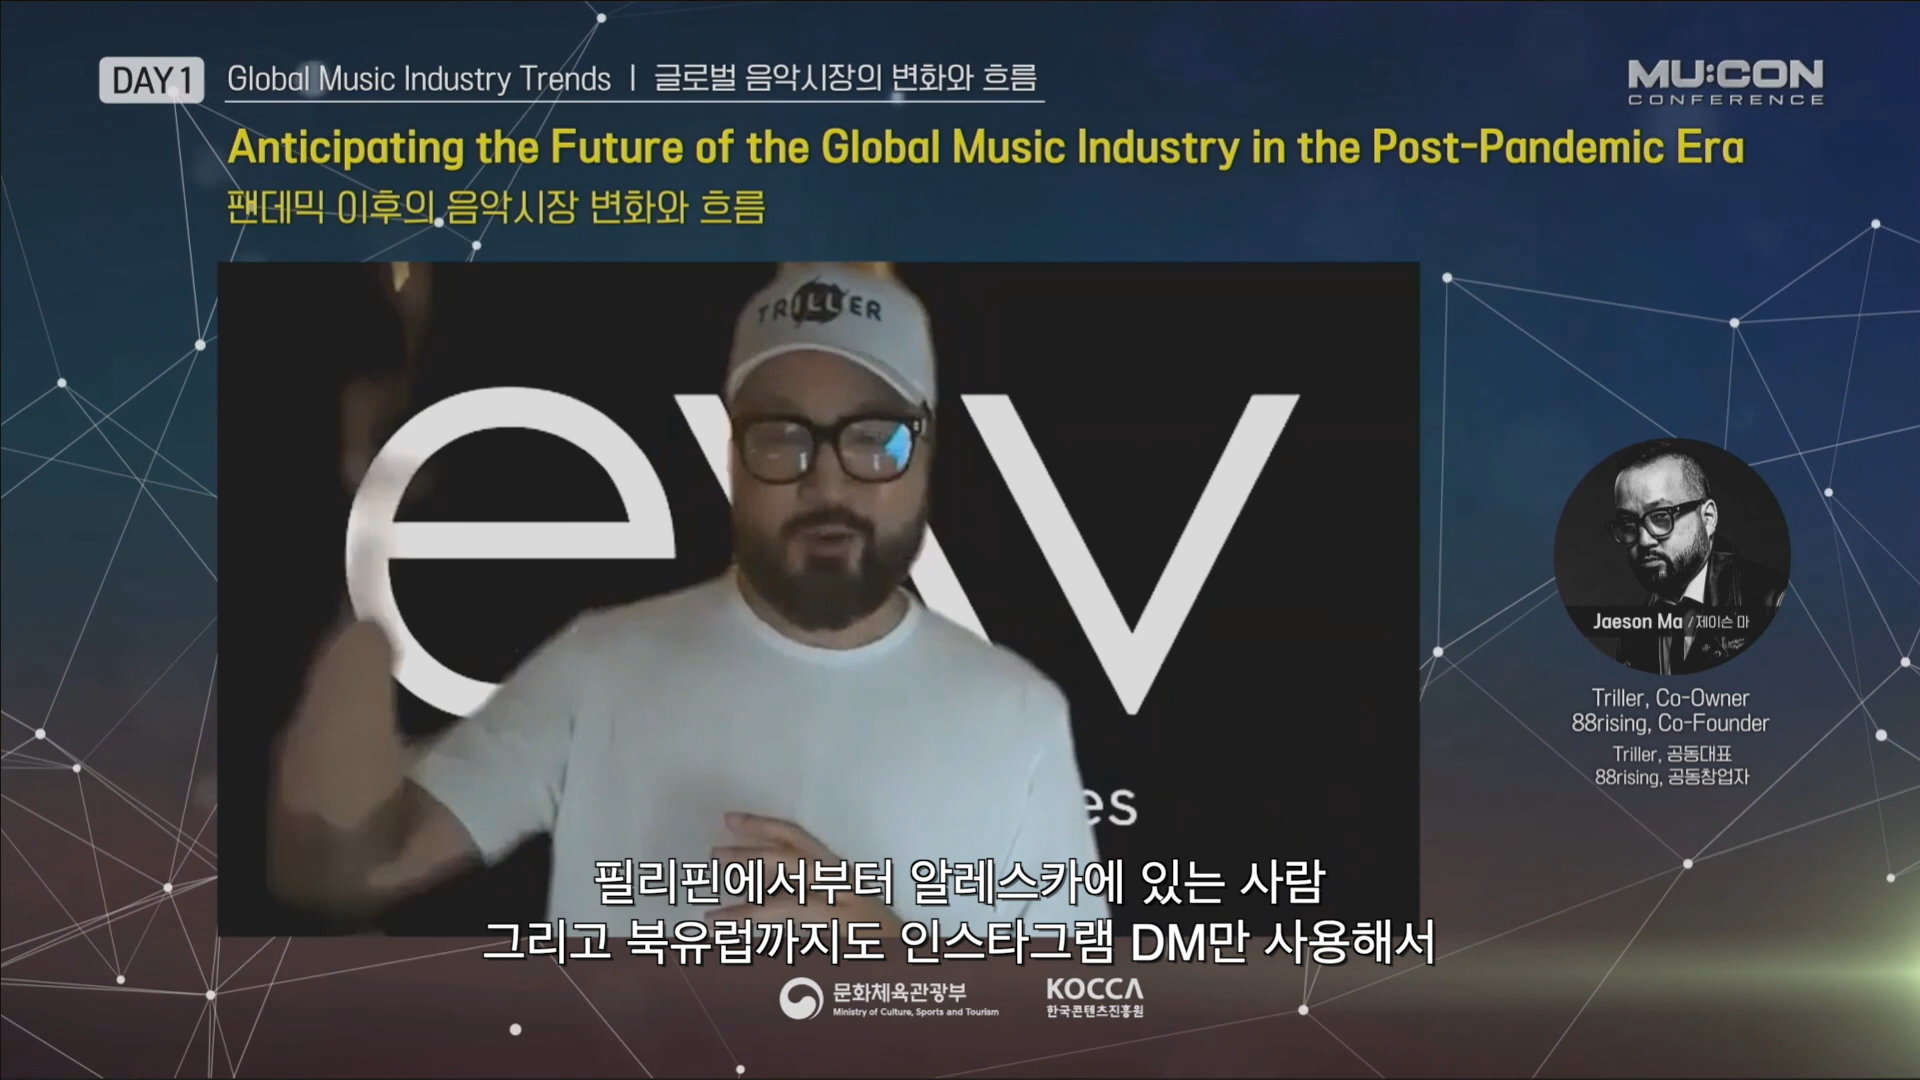 DAY 1
Global Music Industry Trends | 글로벌 음악시장의 변화와 흐름
MU:CON
CONFERENCE
Anticipating the Future of the Global Music Industry in the Post-Pandemic Era
팬데믹 이후의 음악시장 변화와 흐름
TRILLER
es
Jaeson Ma / 제이슨 마
Triller, Co-Owner
88rising, Co-Founder
Triller, 공동대표
88rising, 공동창업자
필리핀에서부터 알레스카에 있는 사람
그리고 북유럽까지도 인스타그램 DM만 사용해서
문화체육관광부
Ministry of Culture, Sports and Tourism
KOCCA
한국콘텐츠진흥원